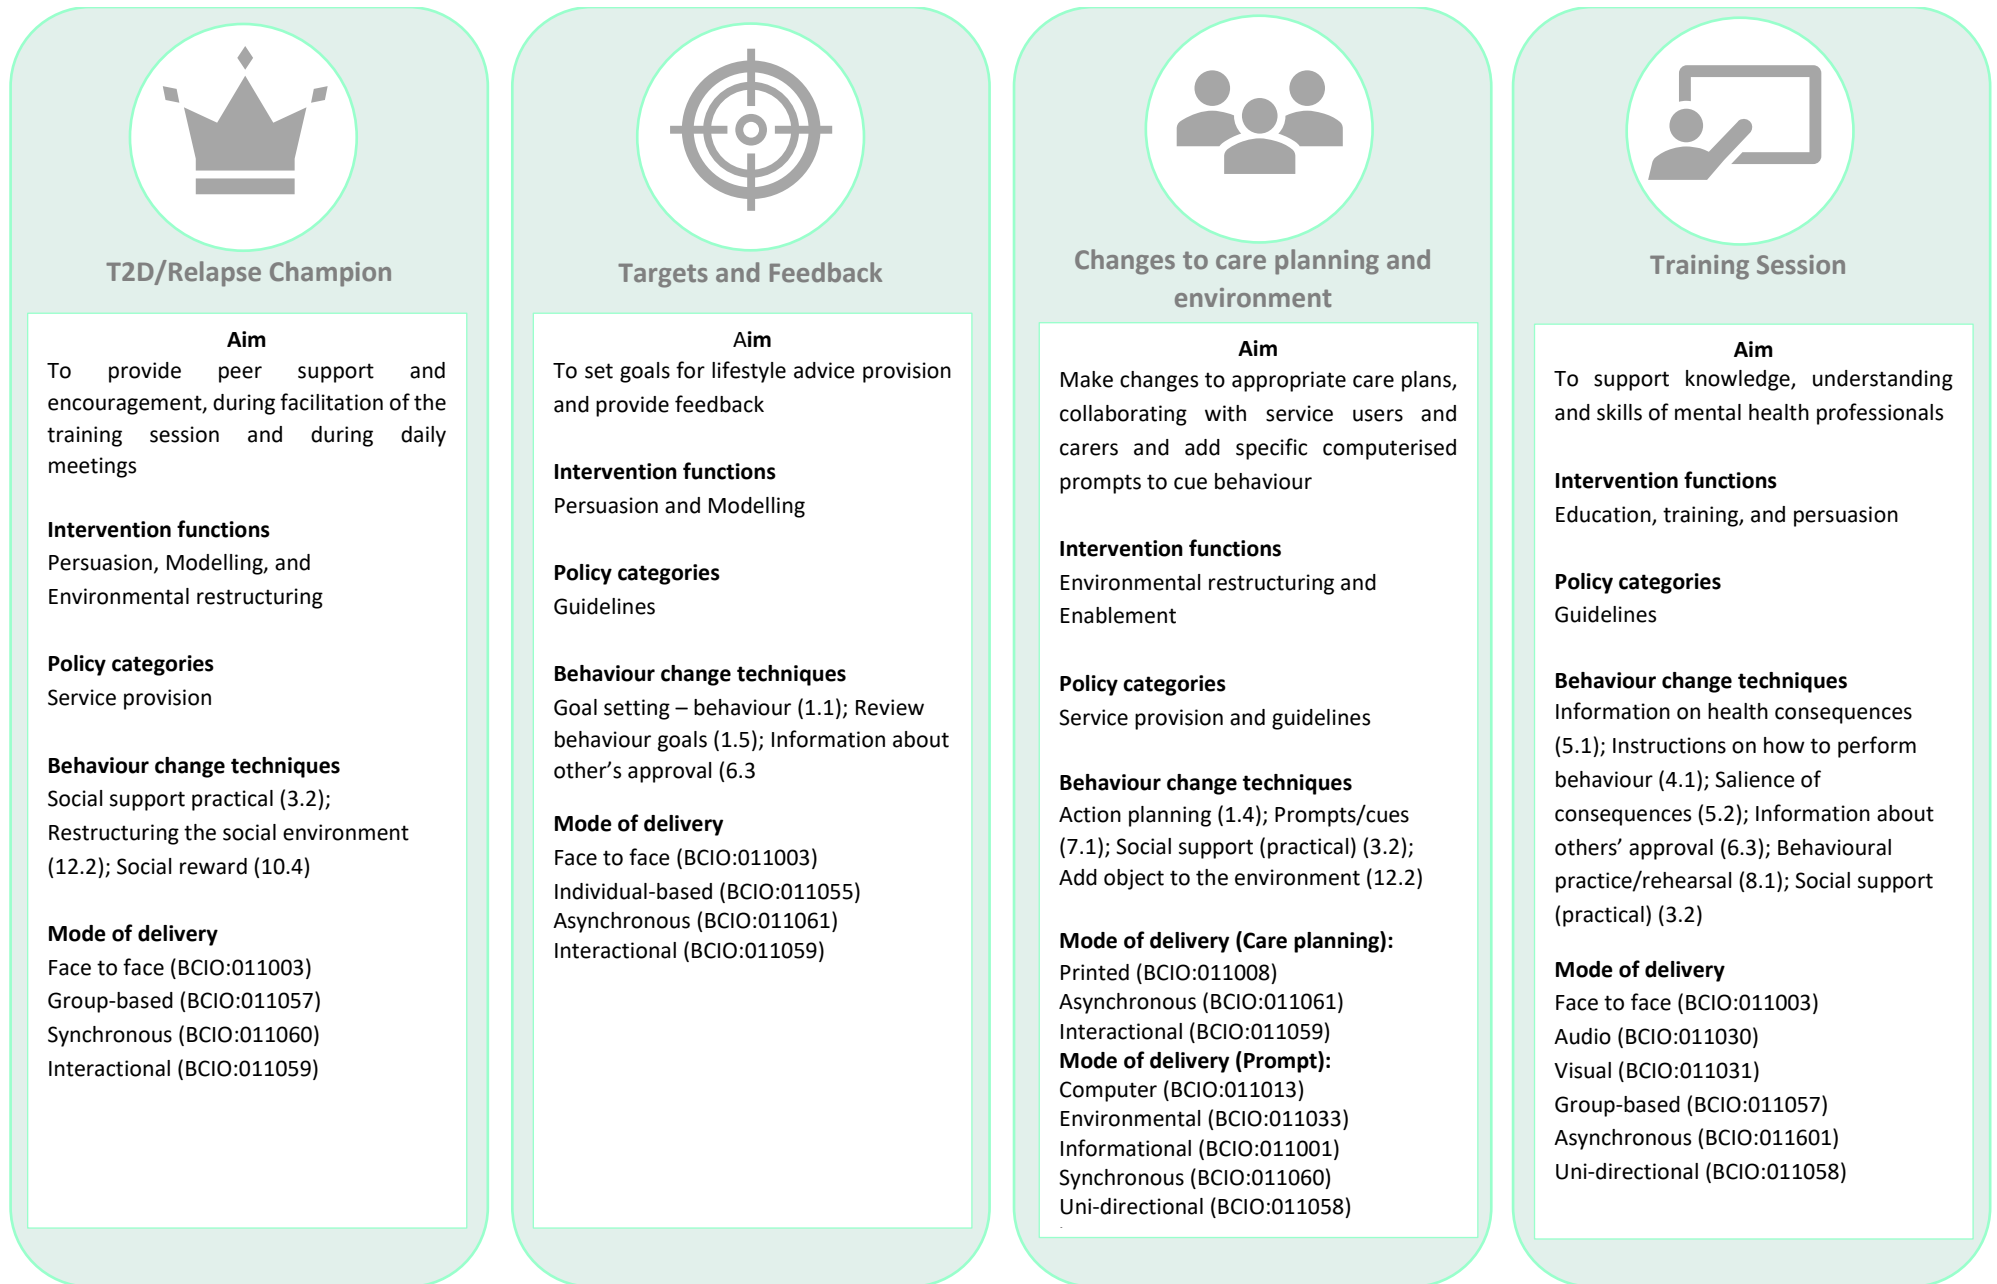 T2D/Relapse Champion
Aim
To provide peer support and
encouragement, during facilitation of the
training session and during daily
meetings
Intervention functions
Persuasion, Modelling, and
Environmental restructuring
Policy categories
Service provision
Behaviour change techniques
Social support practical (3.2);
Restructuring the social environment
(12.2); Social reward (10.4)
Mode of delivery
Face to face (BCIO:011003)
Group-based (BCIO:011057)
Synchronous (BCIO:011060)
Interactional (BCIO:011059)
Targets and Feedback
Aim
To set goals for lifestyle advice provision
and provide feedback
Intervention functions
Persuasion and Modelling
Policy categories
Guidelines
Behaviour change techniques
Goal setting – behaviour (1.1); Review
behaviour goals (1.5); Information about
other’s approval (6.3
Mode of delivery
Face to face (BCIO:011003)
Individual-based (BCIO:011055)
Asynchronous (BCIO:011061)
Interactional (BCIO:011059)
Changes to care planning and
environment
Aim
Make changes to appropriate care plans,
collaborating with service users and
carers and add specific computerised
prompts to cue behaviour
Intervention functions
Environmental restructuring and
Enablement
Policy categories
Service provision and guidelines
Behaviour change techniques
Action planning (1.4); Prompts/cues
(7.1); Social support (practical) (3.2);
Add object to the environment (12.2)
Mode of delivery (Care planning):
Printed (BCIO:011008)
Asynchronous (BCIO:011061)
Interactional (BCIO:011059)
Mode of delivery (Prompt):
Computer (BCIO:011013)
Environmental (BCIO:011033)
Informational (BCIO:011001)
Synchronous (BCIO:011060)
Uni-directional (BCIO:011058)
Training Session
Aim
To support knowledge, understanding
and skills of mental health professionals
Intervention functions
Education, training, and persuasion
Policy categories
Guidelines
Behaviour change techniques
Information on health consequences
(5.1); Instructions on how to perform
behaviour (4.1); Salience of
consequences (5.2); Information about
others’ approval (6.3); Behavioural
practice/rehearsal (8.1); Social support
(practical) (3.2)
Mode of delivery
Face to face (BCIO:011003)
Audio (BCIO:011030)
Visual (BCIO:011031)
Group-based (BCIO:011057)
Asynchronous (BCIO:011601)
Uni-directional (BCIO:011058)